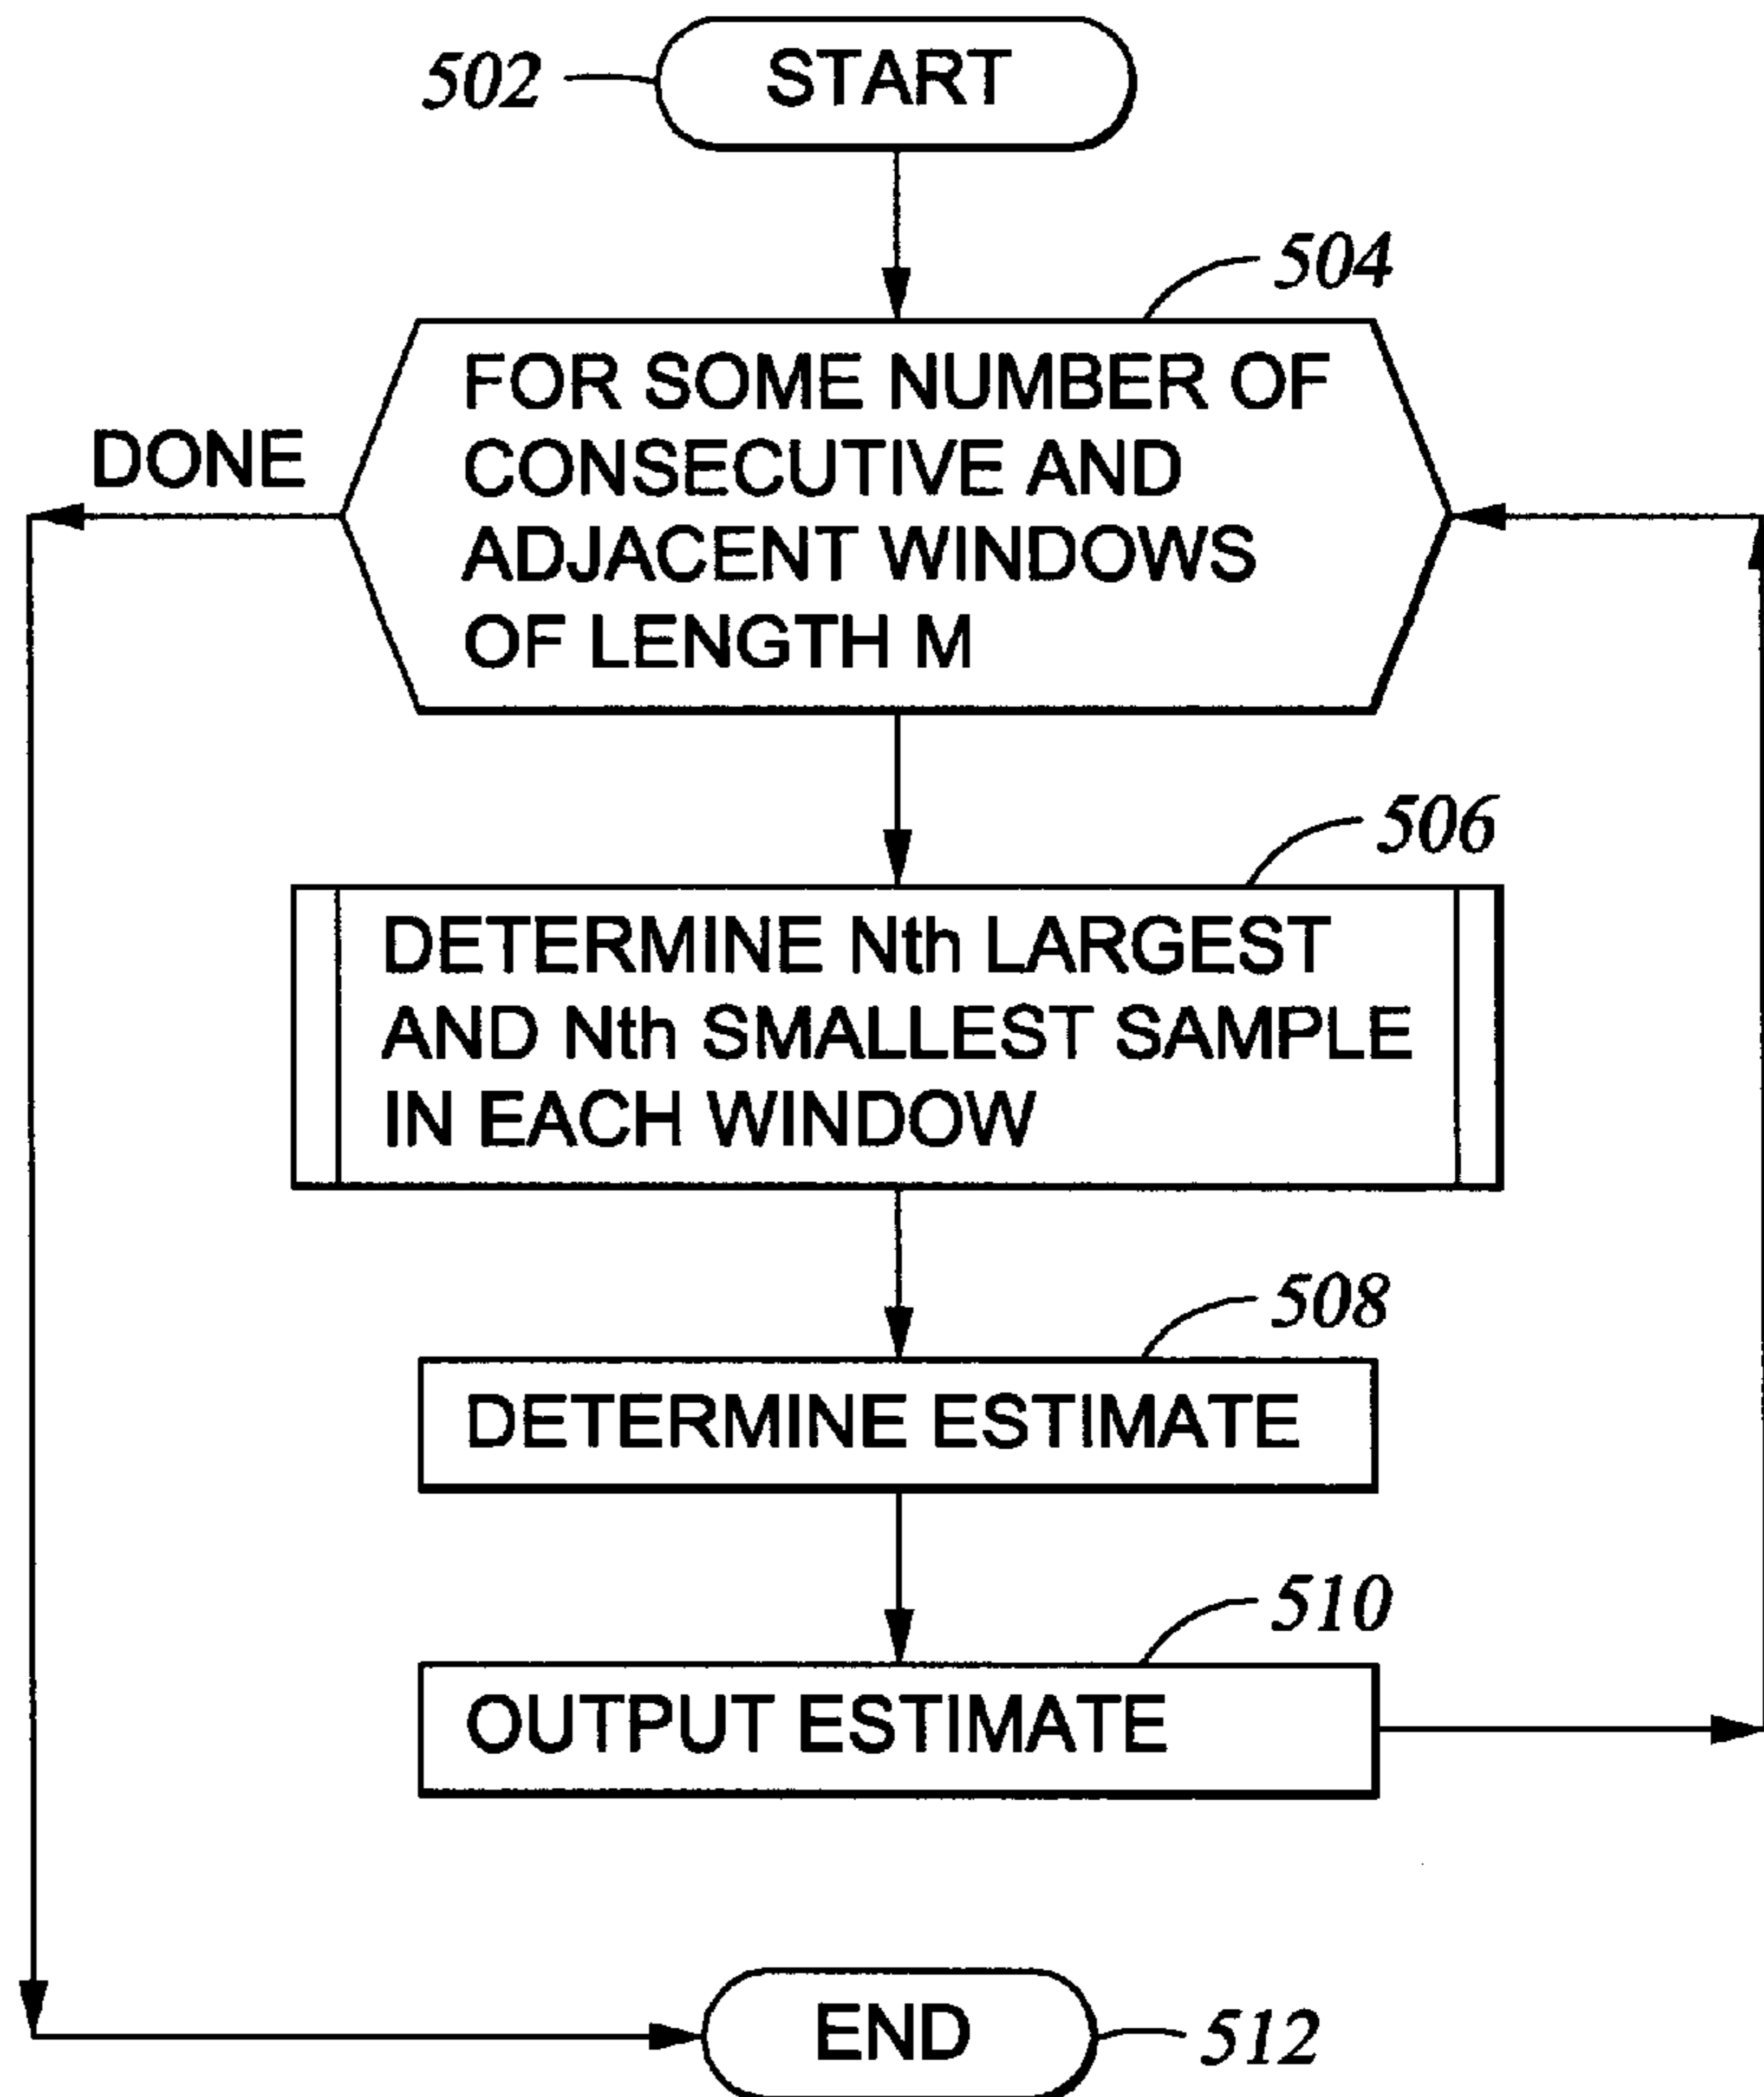 502
START
504
FOR SOME NUMBER OF
CONSECUTIVE AND
ADJACENT WINDOWS
OF LENGTH M
DONE
506
DETERMINE Nth LARGEST
AND Nth SMALLEST SAMPLE
IN EACH WINDOW
508
DETERMINE ESTIMATE
510
OUTPUT ESTIMATE
END
512